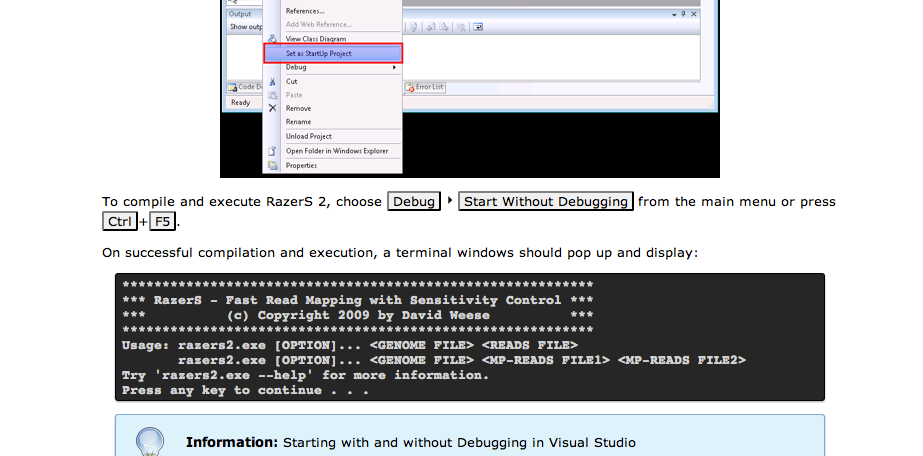 References...
Output
Add Web Reference...
Show outp
View Class Diagram
Set as StartUp Project
Debug
Cut
Code De
Error List
Paste
Ready
Remove
Rename
Unload Project
Open Folder in Windows Explorer
Properties
To compile and execute RazerS 2, choose Debug ▸ Start Without Debugging from the main menu or press
Ctrl+F5.
On successful compilation and execution, a terminal windows should pop up and display:
***********************************************************
*** RazerS - Fast Read Mapping with Sensitivity Control ***
***          (c) Copyright 2009 by David Weese          ***
***********************************************************
Usage: razers2.exe [OPTION]... <GENOME FILE> <READS FILE>
       razers2.exe [OPTION]... <GENOME FILE> <MP-READS FILE1> <MP-READS FILE2>
Try 'razers2.exe --help' for more information.
Press any key to continue . . .
Information: Starting with and without Debugging in Visual Studio